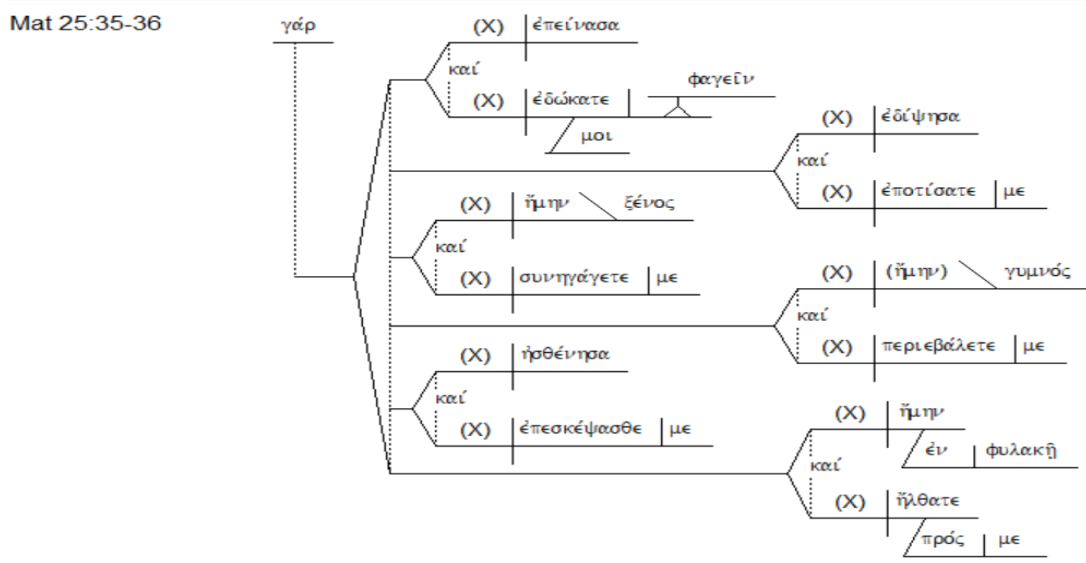 Mat 25:35-36
γάρ
(X) ἐπείνασα
καί
(X) ἐδώκατε φαγεῖν
μοι
(X) ἐδίψησα
καί
(X) ἐποτίσατε με
(X) ἤμην ξένος
καί
(X) συνηγάγετε με
(X) (ἤμην) γυμνός
καί
(X) περιεβάλετε με
(X) ἠσθένησα
καί
(X) ἐπεσκέψασθε με
(X) ἤμην
ἐν φυλακῇ
καί
(X) ἤλθατε
πρός με